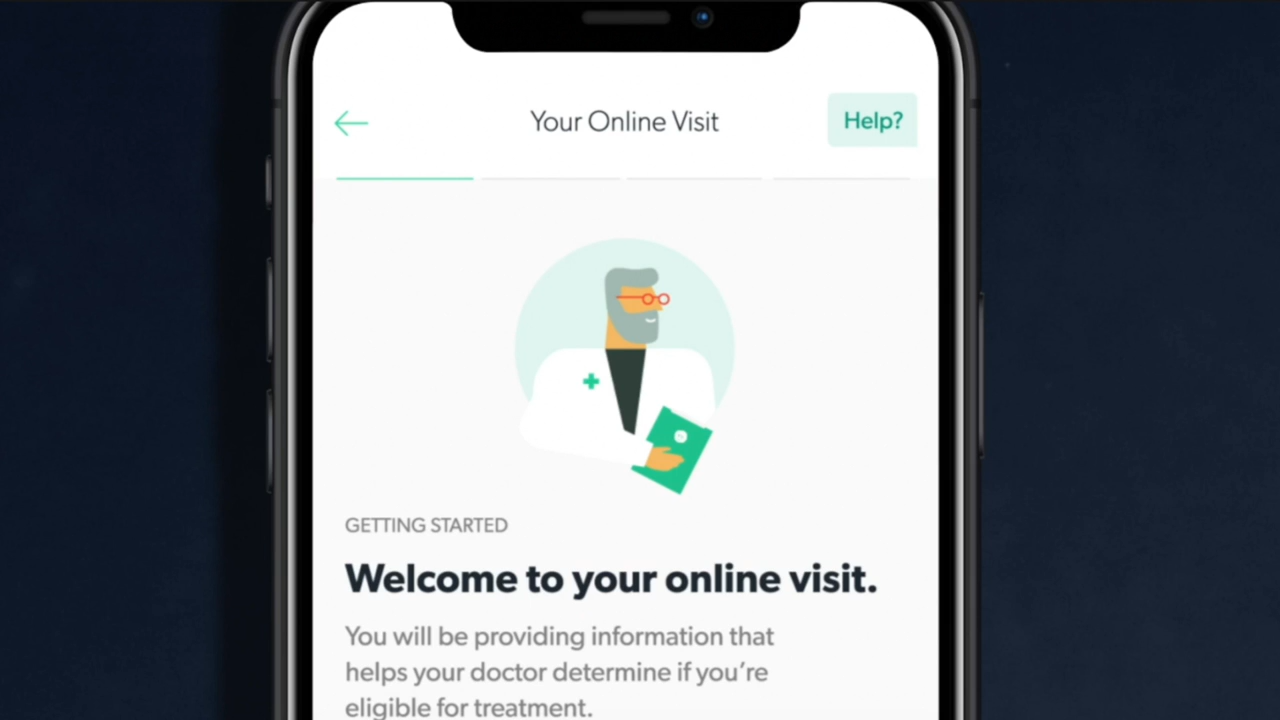 Your Online Visit
Help?
GETTING STARTED
Welcome to your online visit.
You will be providing information that
helps your doctor determine if you're
eligible for treatment.